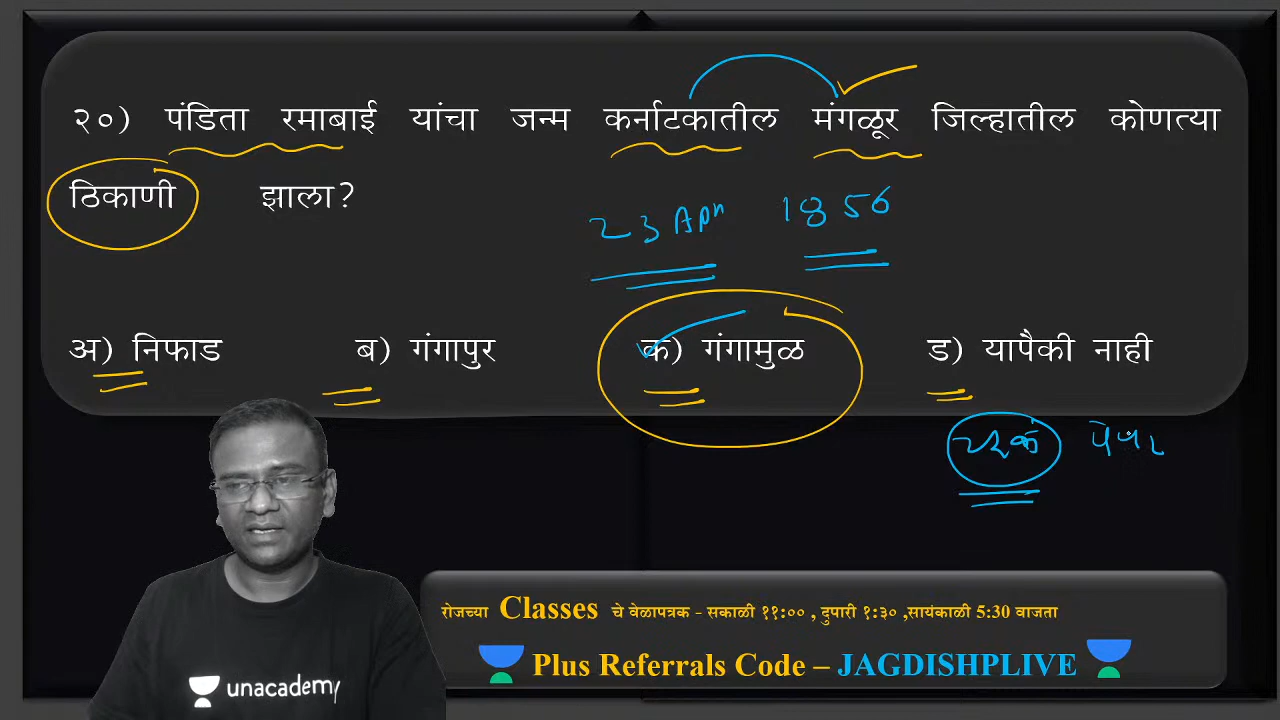 २०) पंडिता रमाबाई यांचा जन्म कर्नाटकातील मंगळूर जिल्हातील कोणत्या
ठिकाणी झाला?
23 Apr 1856
अ) निफाड ब) गंगापुर क) गंगामुळ ड) यापैकी नाही
पेपर
रोजच्या Classes चे वेळापत्रक - सकाळी ११:०० , दुपारी १:३० ,सायंकाळी 5:30 वाजता
Plus Referrals Code – JAGDISHPLIVE
unacademy